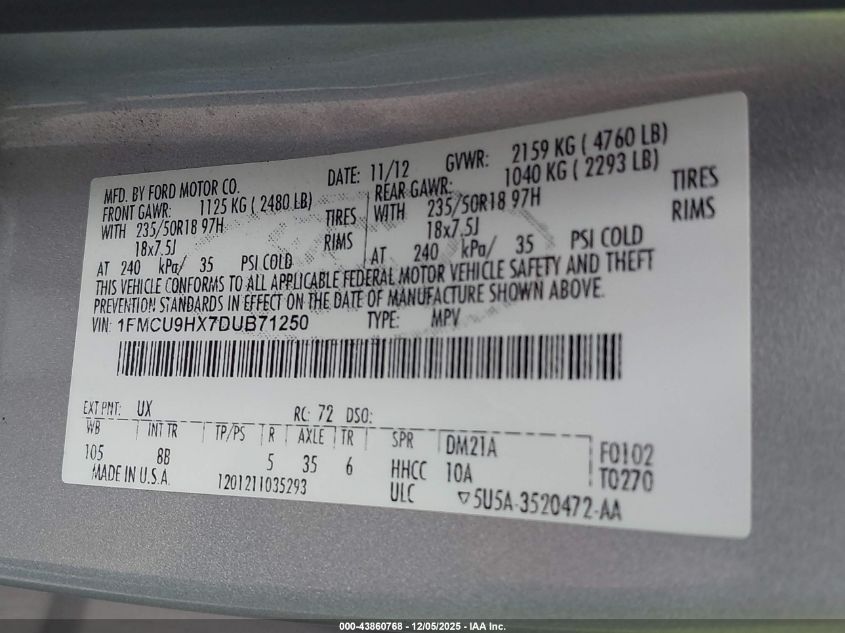 MFD. BY FORD MOTOR CO. DATE: 11/12 GVWR: 2159 KG ( 4760 LB)
FRONT GAWR: 1125 KG ( 2480 LB) REAR GAWR: 1040 KG ( 2293 LB)
WITH 235/50R18 97H TIRES WITH 235/50R18 97H TIRES
18x7.5J RIMS 18x7.5J RIMS
AT 240 kPa/ 35 PSI COLD AT 240 kPa/ 35 PSI COLD
THIS VEHICLE CONFORMS TO ALL APPLICABLE FEDERAL MOTOR VEHICLE SAFETY AND THEFT
PREVENTION STANDARDS IN EFFECT ON THE DATE OF MANUFACTURE SHOWN ABOVE.
VIN: 1FMCU9HX7DUB71250 TYPE: MPV
EXT PNT: UX RC: 72 DSO:
WB INT TR TP/PS R AXLE TR SPR DM21A F0102
105 8B 5 35 6 HHCC 10A T0270
MADE IN U.S.A. 1201211035293 ULC ▽5U5A-3520472-AA
000-43860768 - 12/05/2025 - IAA Inc.